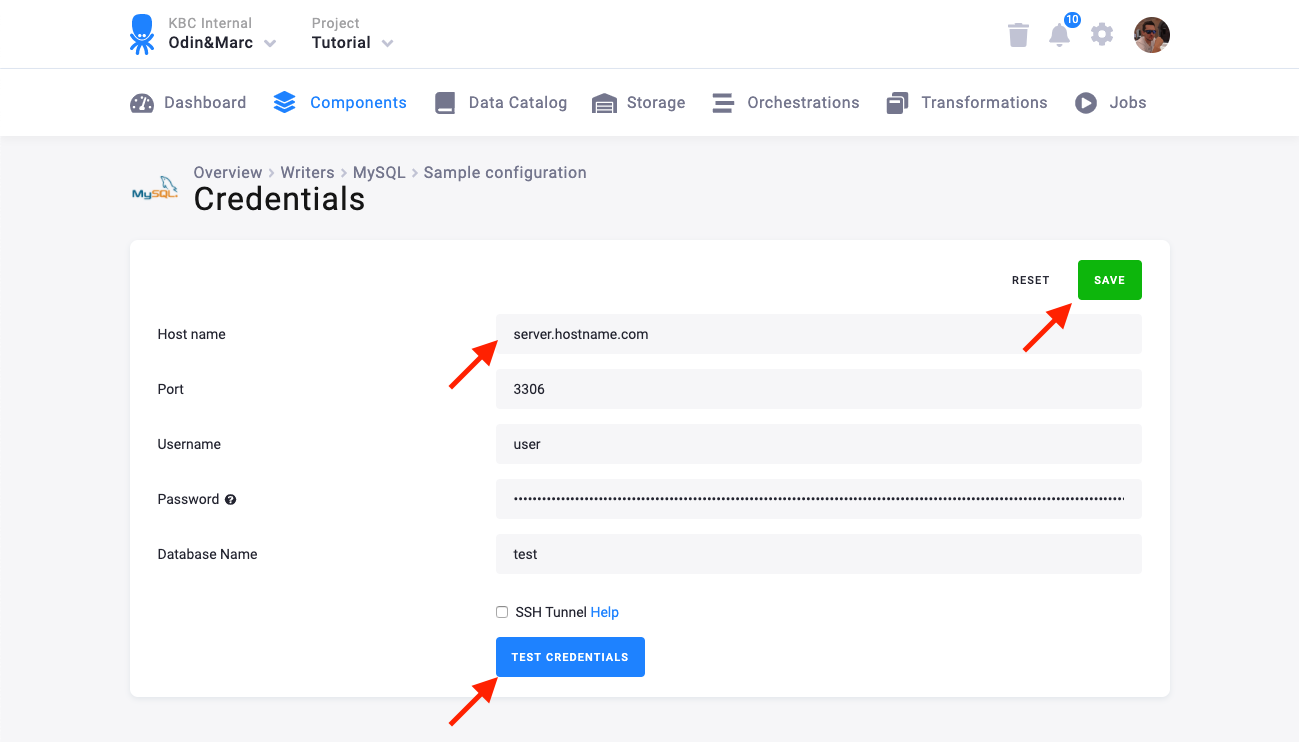 KBC Internal
Odin&Marc
Project
Tutorial
10
Dashboard
Components
Data Catalog
Storage
Orchestrations
Transformations
Jobs
MySQL
Overview > Writers > MySQL > Sample configuration
Credentials
RESET
SAVE
Host name
server.hostname.com
Port
3306
Username
user
Password ?
Database Name
test
SSH Tunnel Help
TEST CREDENTIALS